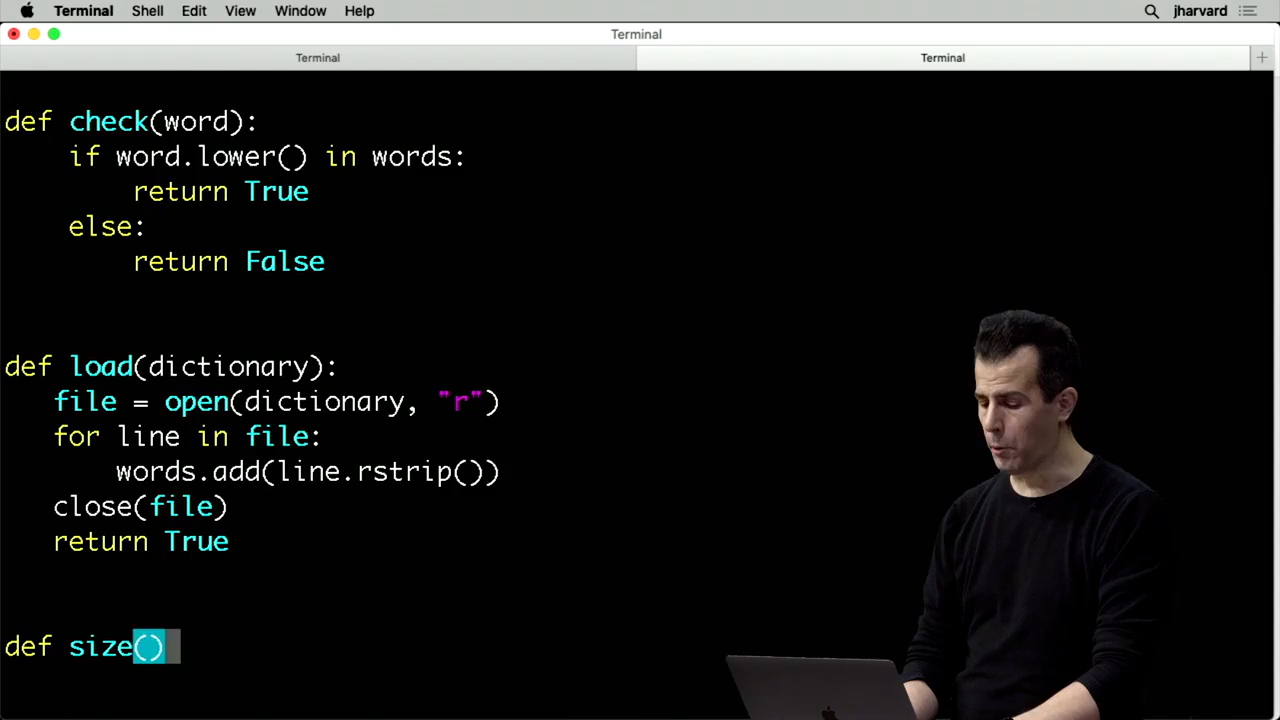 Terminal Shell Edit View Window Help jharvard
Terminal
Terminal Terminal +
def check(word):
    if word.lower() in words:
        return True
    else:
        return False
def load(dictionary):
   file = open(dictionary, "r")
   for line in file:
       words.add(line.rstrip())
   close(file)
   return True
def size()